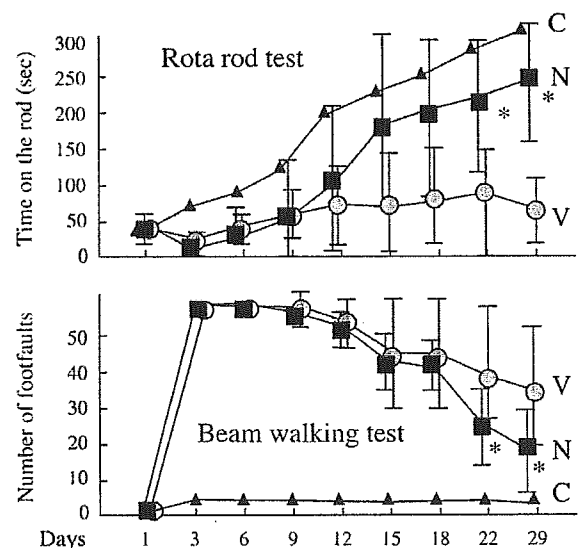 Rota rod test
Time on the rod (sec)
300
250
200
150
100
50
0
C
N
*
*
V
Number of footfaults
50
40
30
20
10
0
Beam walking test
V
N
*
*
C
Days 1 3 6 9 12 15 18 22 29